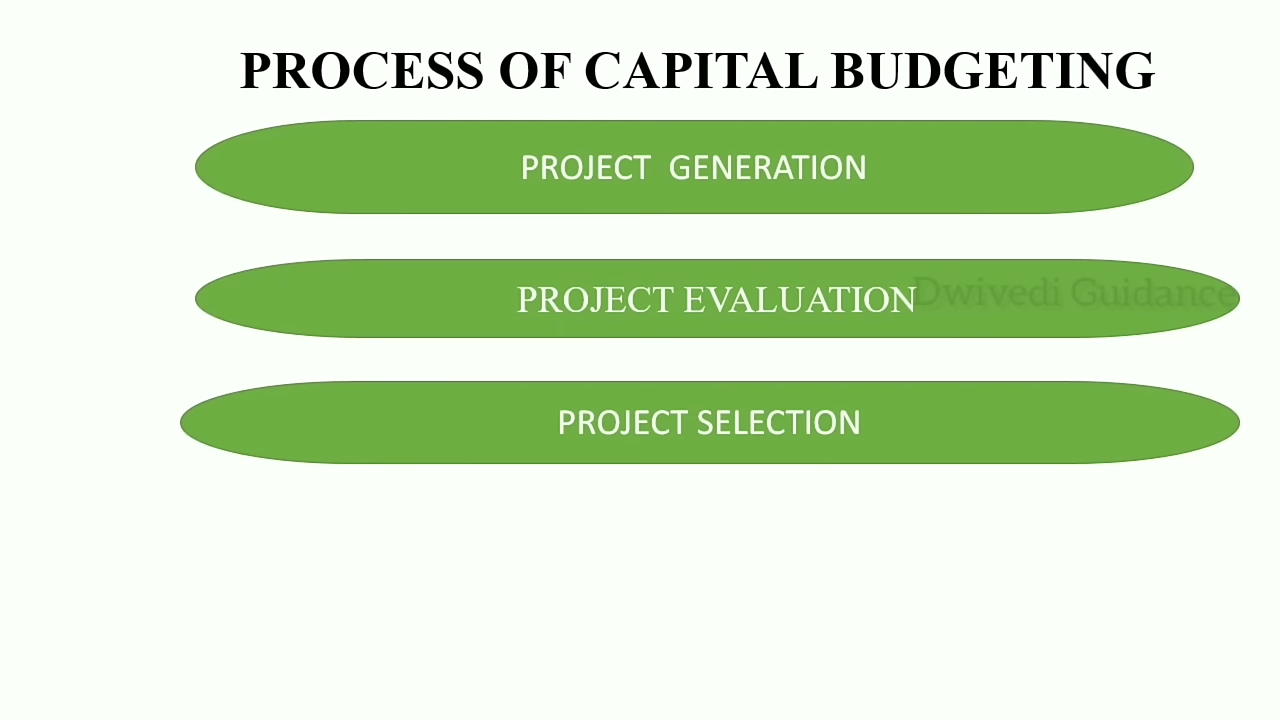 PROCESS OF CAPITAL BUDGETING
PROJECT GENERATION
PROJECT EVALUATION
Dwivedi Guidance
PROJECT SELECTION